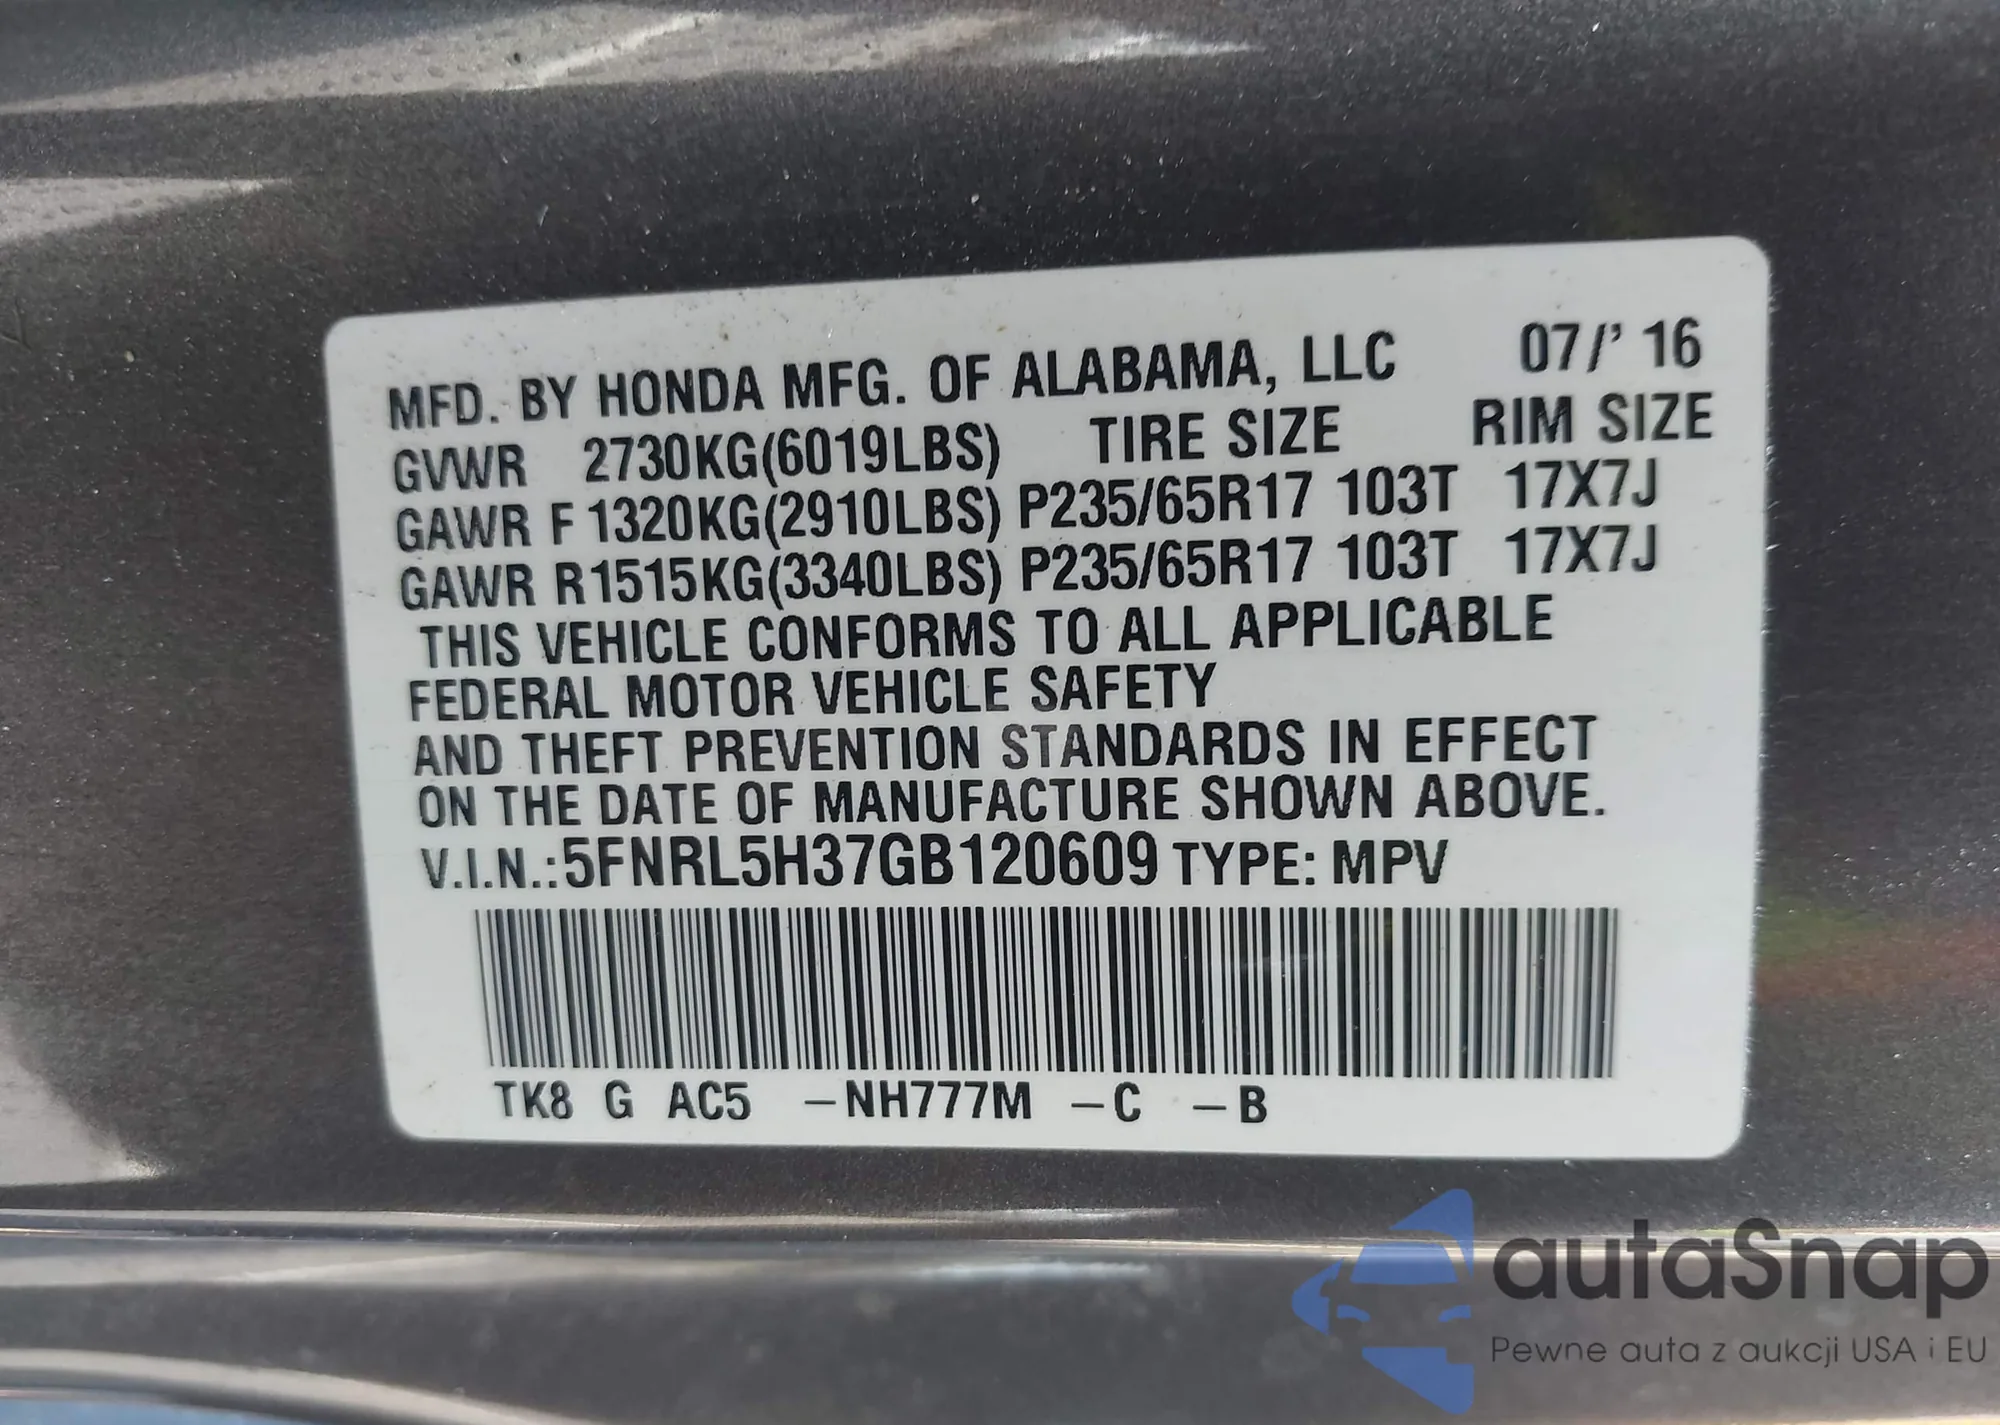 MFD. BY HONDA MFG. OF ALABAMA, LLC 07/' 16
GVWR 2730KG(6019LBS) TIRE SIZE RIM SIZE
GAWR F 1320KG(2910LBS) P235/65R17 103T 17X7J
GAWR R1515KG(3340LBS) P235/65R17 103T 17X7J
THIS VEHICLE CONFORMS TO ALL APPLICABLE
FEDERAL MOTOR VEHICLE SAFETY
AND THEFT PREVENTION STANDARDS IN EFFECT
ON THE DATE OF MANUFACTURE SHOWN ABOVE.
V.I.N.:5FNRL5H37GB120609 TYPE: MPV
TK8 G AC5 –NH777M –C –B
autaSnap
Pewne auta z aukcji USA i EU